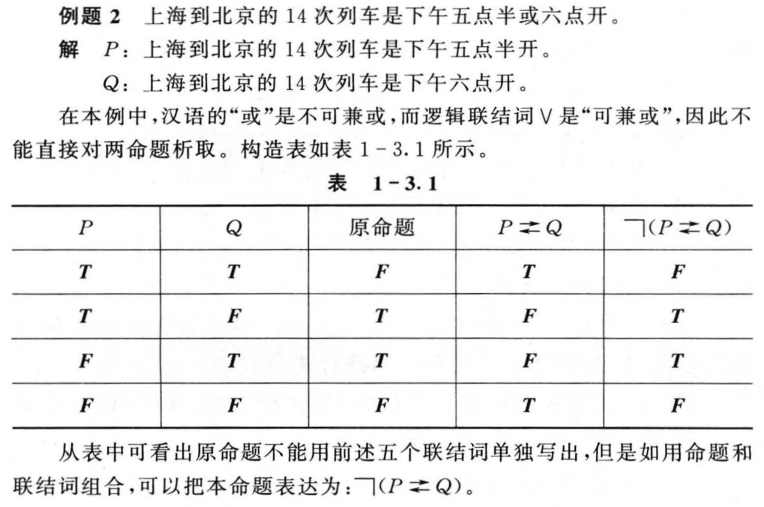 例题 2 上海到北京的 14 次列车是下午五点半或六点开。
解 P：上海到北京的 14 次列车是下午五点半开。
Q：上海到北京的 14 次列车是下午六点开。
在本例中，汉语的“或”是不可兼或，而逻辑联结词 ∨ 是“可兼或”，因此不
能直接对两命题析取。构造表如表 1-3.1 所示。
表 1-3.1
P Q 原命题 P⇄Q ¬(P⇄Q)
T T F T F
T F T F T
F T T F T
F F F T F
从表中可看出原命题不能用前述五个联结词单独写出，但是如用命题和
联结词组合，可以把本命题表达为：¬(P⇄Q)。